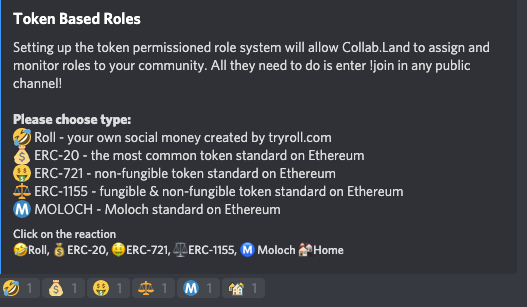 Token Based Roles
Setting up the token permissioned role system will allow Collab.Land to assign and
monitor roles to your community. All they need to do is enter !join in any public
channel!
Please choose type:
🤣 Roll - your own social money created by tryroll.com
💰 ERC-20 - the most common token standard on Ethereum
🤑 ERC-721 - non-fungible token standard on Ethereum
⚖️ ERC-1155 - fungible & non-fungible token standard on Ethereum
Ⓜ️ MOLOCH - Moloch standard on Ethereum
Click on the reaction
🤣Roll, 💰ERC-20, 🤑ERC-721, ⚖️ERC-1155, Ⓜ️ Moloch 🏘️Home
🤣 1 💰 1 🤑 1 ⚖️ 1 Ⓜ️ 1 🏘️ 1